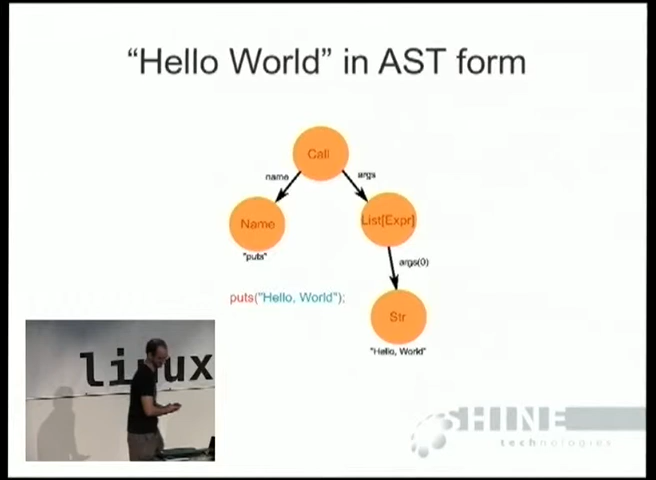 “Hello World” in AST form
Call
name
args
Name
List[Expr]
"puts"
args(0)
puts("Hello, World");
Str
"Hello, World"
linux
SHINE
technologies